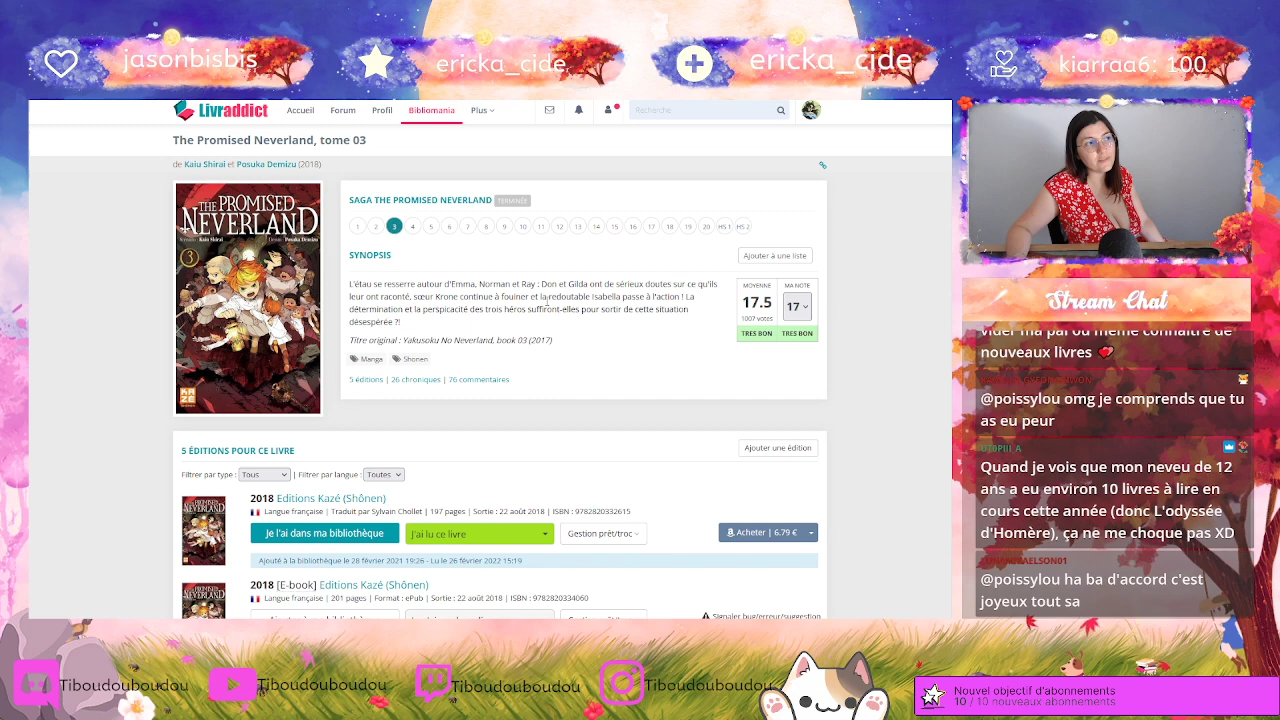 jasonbisbis
ericka_cide
ericka_cide
kiarraa6: 100
Livraddict
Accueil
Forum
Profil
Bibliomania
Plus
Recherche
The Promised Neverland, tome 03
de Kaiu Shirai et Posuka Demizu (2018)
THE PROMISED
NEVERLAND
Kaiu Shirai
Posuka Demizu
3
KAZÉ
SAGA THE PROMISED NEVERLAND TERMINÉE
1 2 3 4 5 6 7 8 9 10 11 12 13 14 15 16 17 18 19 20 HS 1 HS 2
SYNOPSIS
Ajouter à une liste
L'étau se resserre autour d'Emma, Norman et Ray : Don et Gilda ont de sérieux doutes sur ce qu'ils
leur ont raconté, sœur Krone continue à fouiner et la redoutable Isabella passe à l'action ! La
détermination et la perspicacité des trois héros suffiront-elles pour sortir de cette situation
désespérée ?!
MOYENNE
17.5
1007 votes
TRES BON
MA NOTE
17
TRES BON
Titre original : Yakusoku No Neverland, book 03 (2017)
Manga
Shonen
5 éditions | 26 chroniques | 76 commentaires
5 ÉDITIONS POUR CE LIVRE
Ajouter une édition
Filtrer par type : Tous | Filtrer par langue : Toutes
2018 Editions Kazé (Shônen)
Langue française | Traduit par Sylvain Chollet | 197 pages | Sortie : 22 août 2018 | ISBN : 9782820332615
Je l'ai dans ma bibliothèque
J'ai lu ce livre
Gestion prêt/troc
Acheter | 6.79 €
Ajouté à la bibliothèque le 28 février 2021 19:26 - Lu le 26 février 2022 15:19
2018 [E-book] Editions Kazé (Shônen)
Langue française | 201 pages | Format : ePub | Sortie : 22 août 2018 | ISBN : 9782820334060
Signaler bug/erreur/suggestion
Stream Chat
vider ma pal ou même connaître de
nouveaux livres
@poissylou omg je comprends que tu
as eu peur
Quand je vois que mon neveu de 12
ans a eu environ 10 livres à lire en
cours cette année (donc L'odyssée
d'Homère), ça ne me choque pas XD
@poissylou ha ba d'accord c'est
joyeux tout sa
Tiboudouboudou
Tiboudouboudou
Tiboudouboudou
Tiboudouboudou
Nouvel objectif d'abonnements
10 / 10 nouveaux abonnements